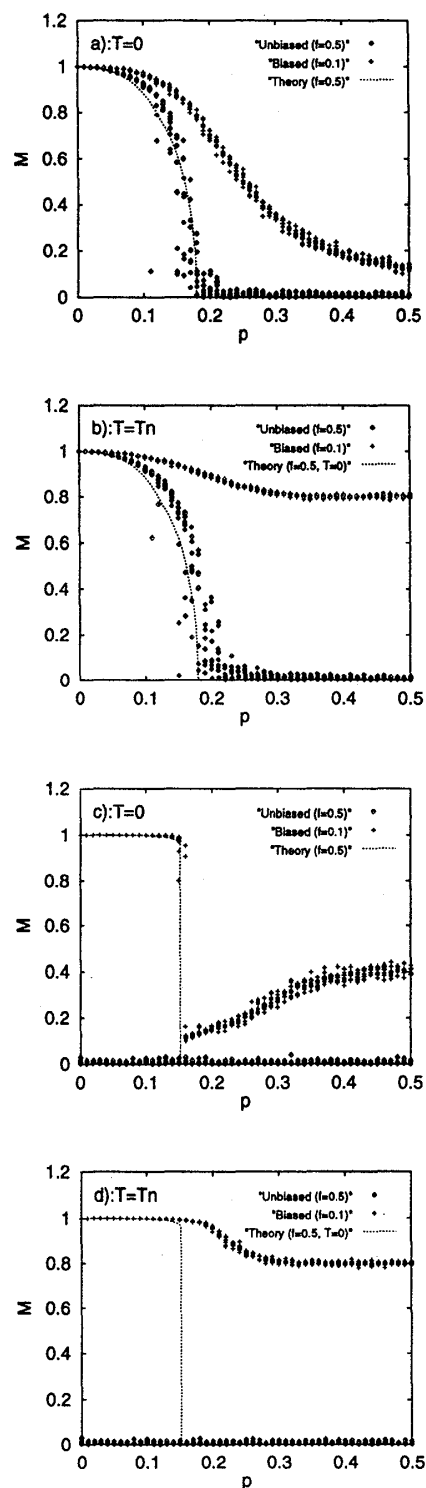 1.2
a):T=0
"Unbiased (f=0.5)"
"Biased (f=0.1)"
"Theory (f=0.5)"
1
0.8
M
0.6
0.4
0.2
0
0 0.1 0.2 0.3 0.4 0.5
p
1.2
b):T=Tn
"Unbiased (f=0.5)"
"Biased (f=0.1)"
"Theory (f=0.5, T=0)"
1
0.8
M
0.6
0.4
0.2
0
0 0.1 0.2 0.3 0.4 0.5
p
1.2
c):T=0
"Unbiased (f=0.5)"
"Biased (f=0.1)"
"Theory (f=0.5)"
1
0.8
M
0.6
0.4
0.2
0
0 0.1 0.2 0.3 0.4 0.5
p
1.2
d):T=Tn
"Unbiased (f=0.5)"
"Biased (f=0.1)"
"Theory (f=0.5, T=0)"
1
0.8
M
0.6
0.4
0.2
0
0 0.1 0.2 0.3 0.4 0.5
p